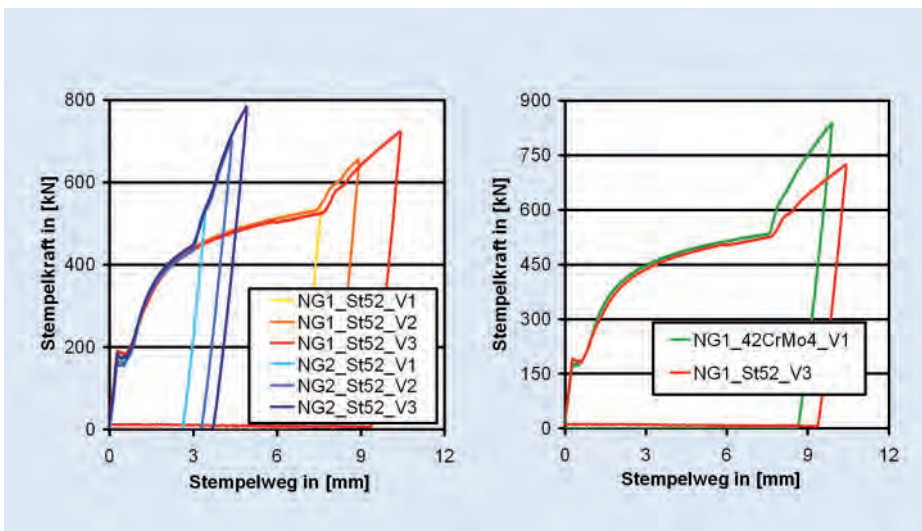 800
600
400
200
0
0
3
6
9
12
Stempelkraft in [kN]
Stempelweg in [mm]
NG1_St52_V1
NG1_St52_V2
NG1_St52_V3
NG2_St52_V1
NG2_St52_V2
NG2_St52_V3
900
750
600
450
300
150
0
0
3
6
9
12
Stempelkraft in [kN]
Stempelweg in [mm]
NG1_42CrMo4_V1
NG1_St52_V3